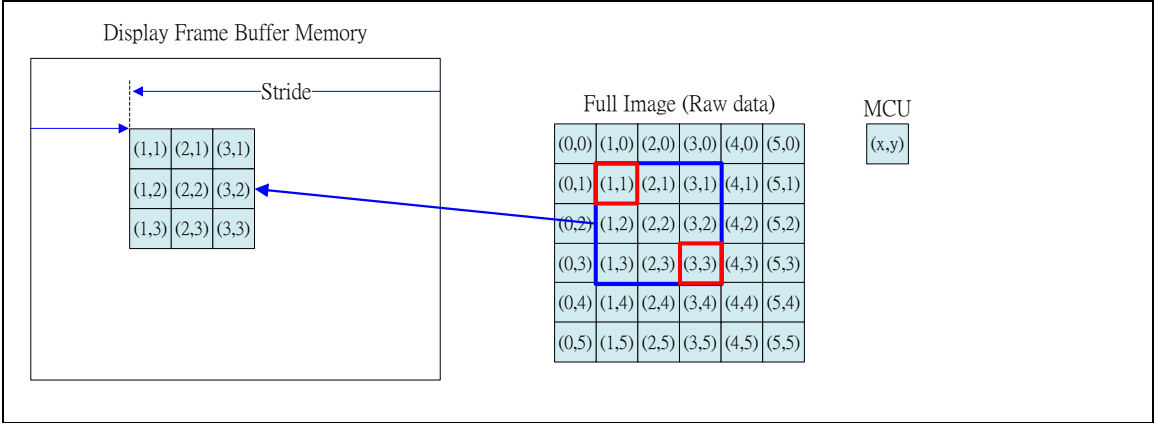 Display Frame Buffer Memory
Stride
(1,1) (2,1) (3,1)
(1,2) (2,2) (3,2)
(1,3) (2,3) (3,3)
Full Image (Raw data)
(0,0) (1,0) (2,0) (3,0) (4,0) (5,0)
(0,1) (1,1) (2,1) (3,1) (4,1) (5,1)
(0,2) (1,2) (2,2) (3,2) (4,2) (5,2)
(0,3) (1,3) (2,3) (3,3) (4,3) (5,3)
(0,4) (1,4) (2,4) (3,4) (4,4) (5,4)
(0,5) (1,5) (2,5) (3,5) (4,5) (5,5)
MCU
(x,y)